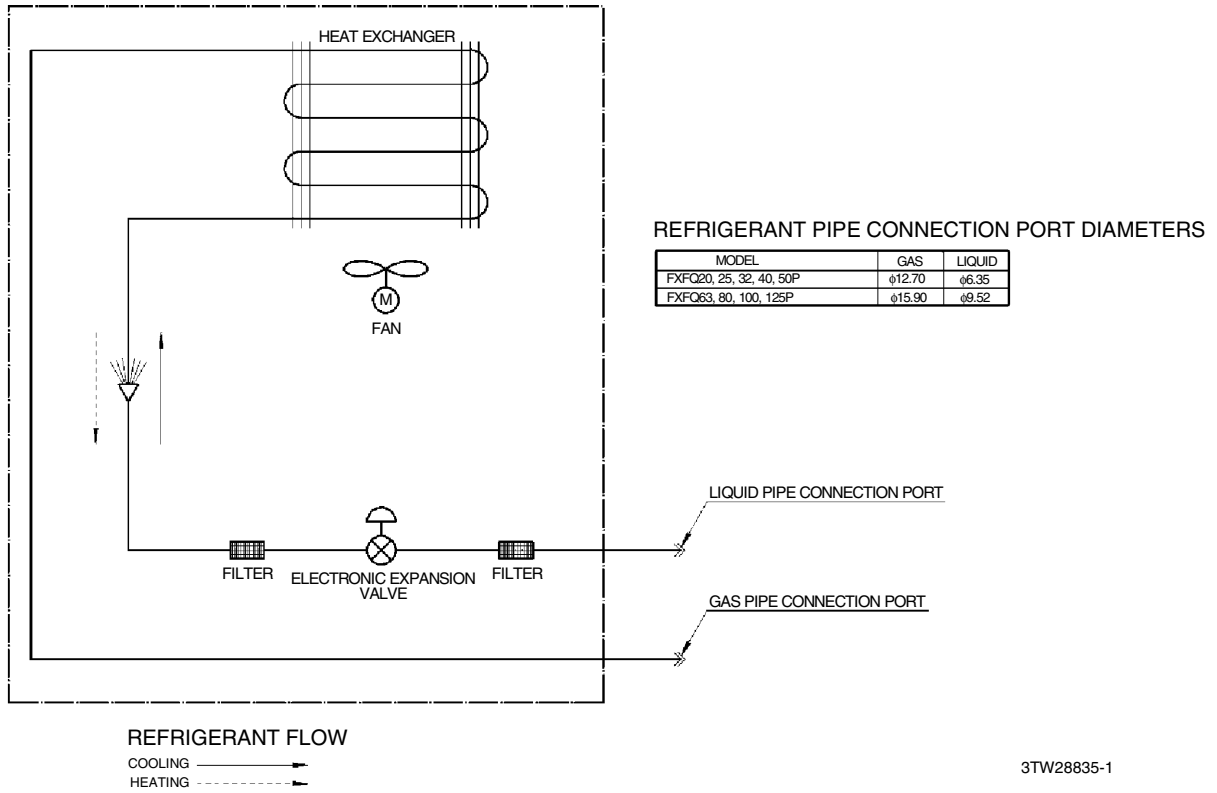 HEAT EXCHANGER
M
FAN
REFRIGERANT PIPE CONNECTION PORT DIAMETERS
MODEL GAS LIQUID
FXFQ20, 25, 32, 40, 50P ϕ12.70 ϕ6.35
FXFQ63, 80, 100, 125P ϕ15.90 ϕ9.52
LIQUID PIPE CONNECTION PORT
FILTER
ELECTRONIC EXPANSION
VALVE
FILTER
GAS PIPE CONNECTION PORT
REFRIGERANT FLOW
COOLING
HEATING
3TW28835-1